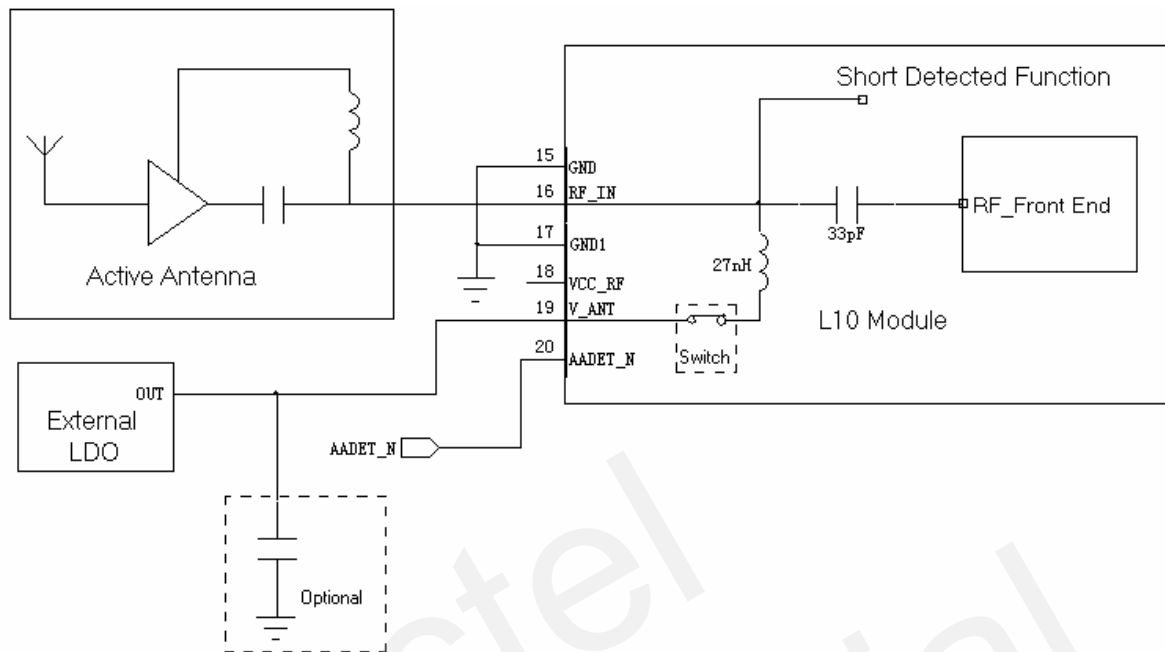 Short Detected Function
15
GND
16
RF_IN
RF_Front End
33pF
17
GND1
27nH
Active Antenna
18
VCC_RF
19
V_ANT
L10 Module
20
AADET_N
Switch
OUT
External
LDO
AADET_N
Optional